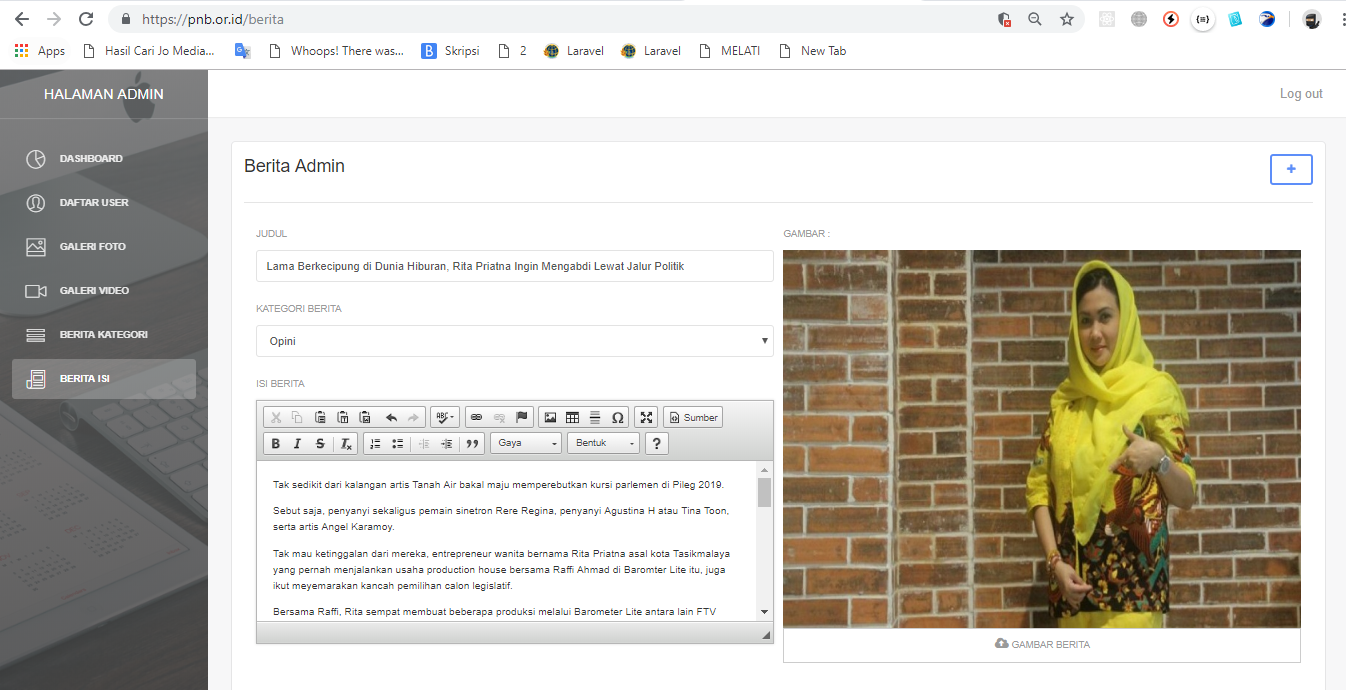 https://pnb.or.id/berita
Apps
Hasil Cari Jo Media...
Whoops! There was...
B
Skripsi
2
Laravel
Laravel
MELATI
New Tab
HALAMAN ADMIN
Log out
DASHBOARD
DAFTAR USER
GALERI FOTO
GALERI VIDEO
BERITA KATEGORI
BERITA ISI
Berita Admin
+
JUDUL
Lama Berkecipung di Dunia Hiburan, Rita Priatna Ingin Mengabdi Lewat Jalur Politik
KATEGORI BERITA
Opini
ISI BERITA
ABC
Ω
Sumber
B I S Tx
Gaya
Bentuk
?
Tak sedikit dari kalangan artis Tanah Air bakal maju memperebutkan kursi parlemen di Pileg 2019.
Sebut saja, penyanyi sekaligus pemain sinetron Rere Regina, penyanyi Agustina H atau Tina Toon,
serta artis Angel Karamoy.
Tak mau ketinggalan dari mereka, entrepreneur wanita bernama Rita Priatna asal kota Tasikmalaya
yang pernah menjalankan usaha production house bersama Raffi Ahmad di Baromter Lite itu, juga
ikut meyemarakan kancah pemilihan calon legislatif.
Bersama Raffi, Rita sempat membuat beberapa produksi melalui Barometer Lite antara lain FTV
GAMBAR :
GAMBAR BERITA